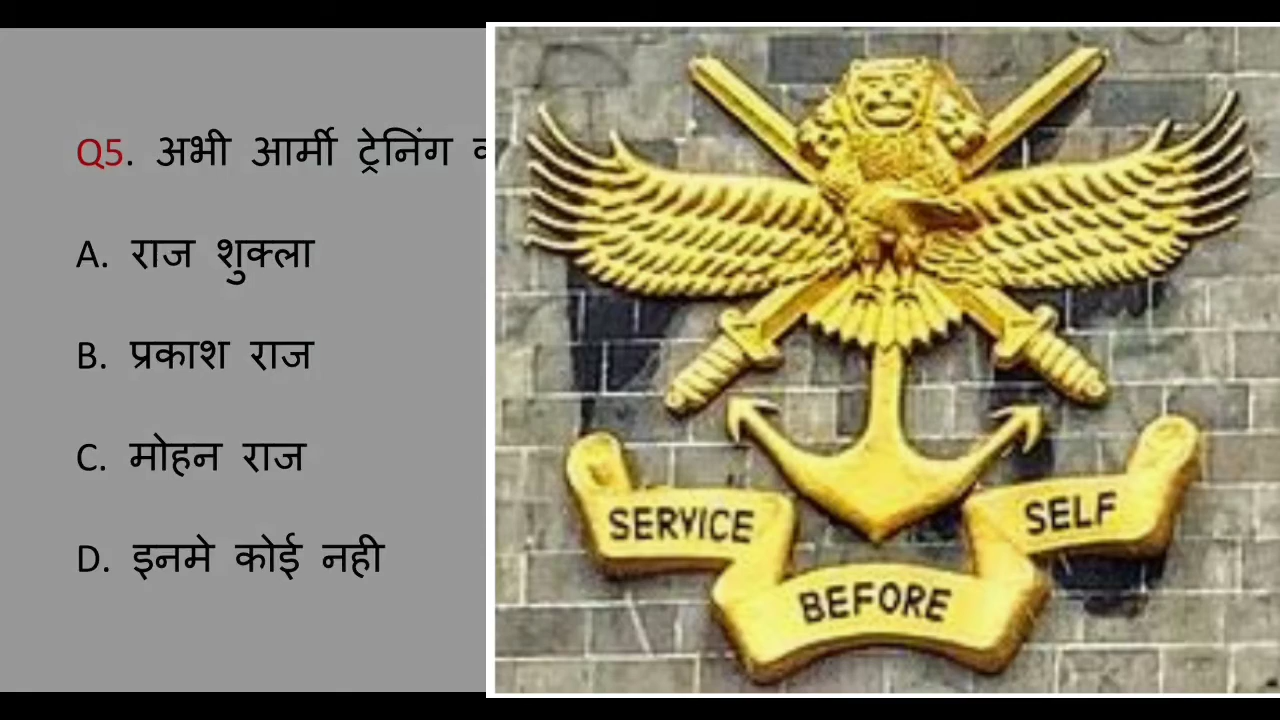 Q5. अभी आर्मी ट्रेनिंग
A. राज शुक्ला
B. प्रकाश राज
C. मोहन राज
D. इनमे कोई नही
SERVICE
BEFORE
SELF